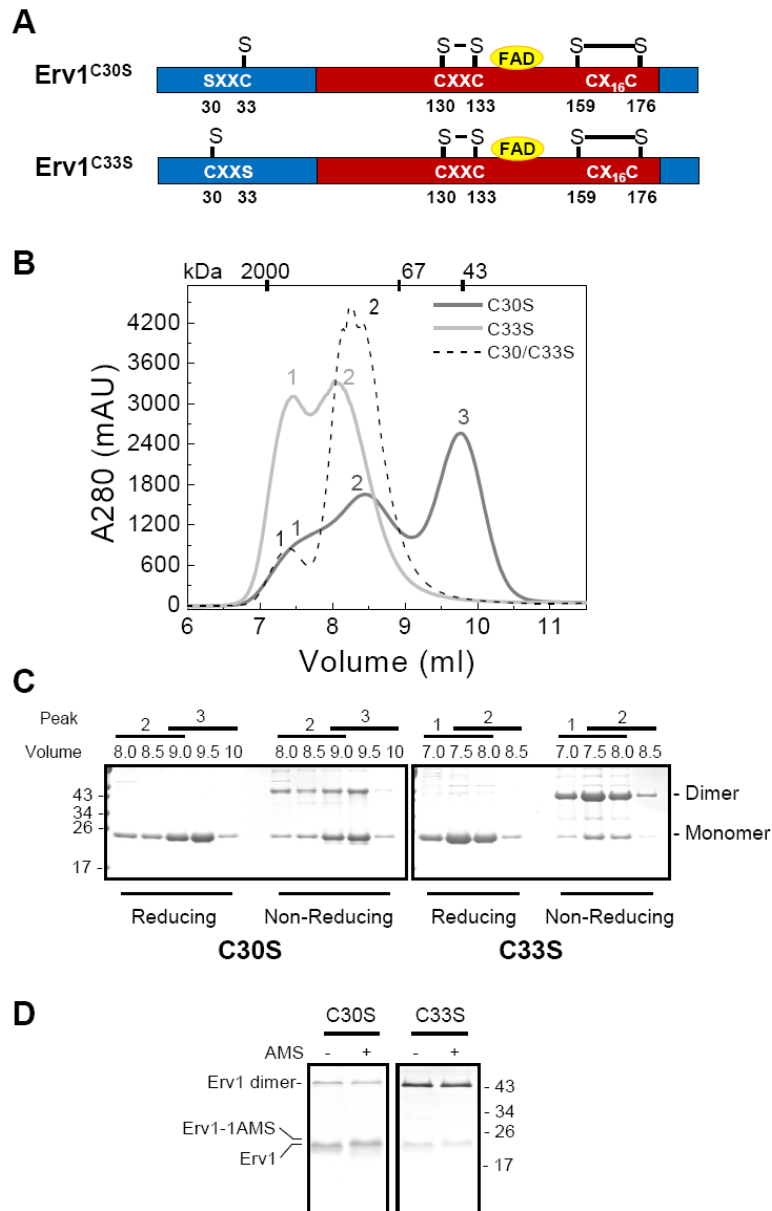 A
S S – S S S
Erv1C30S
FAD
SXXC CXXC CX16C
30 33 130 133 159 176
S S – S S S
Erv1C33S
FAD
CXXS CXXC CX16C
30 33 130 133 159 176
B
kDa 2000 67 43
A280 (mAU)
4200
3600
3000
2400
1800
1200
600
0
C30S
C33S
C30/C33S
2
1 2
3
2
1 1
6 7 8 9 10 11
Volume (ml)
C
Peak 2 3 2 3 1 2 1 2
Volume 8.0 8.5 9.0 9.5 10 8.0 8.5 9.0 9.5 10 7.0 7.5 8.0 8.5 7.0 7.5 8.0 8.5
43 -
34 -
26 -
17 -
- Dimer
- Monomer
Reducing Non-Reducing Reducing Non-Reducing
C30S C33S
D
C30S C33S
AMS - + - +
Erv1 dimer-
Erv1-1AMS
Erv1
- 43
- 34
- 26
- 17